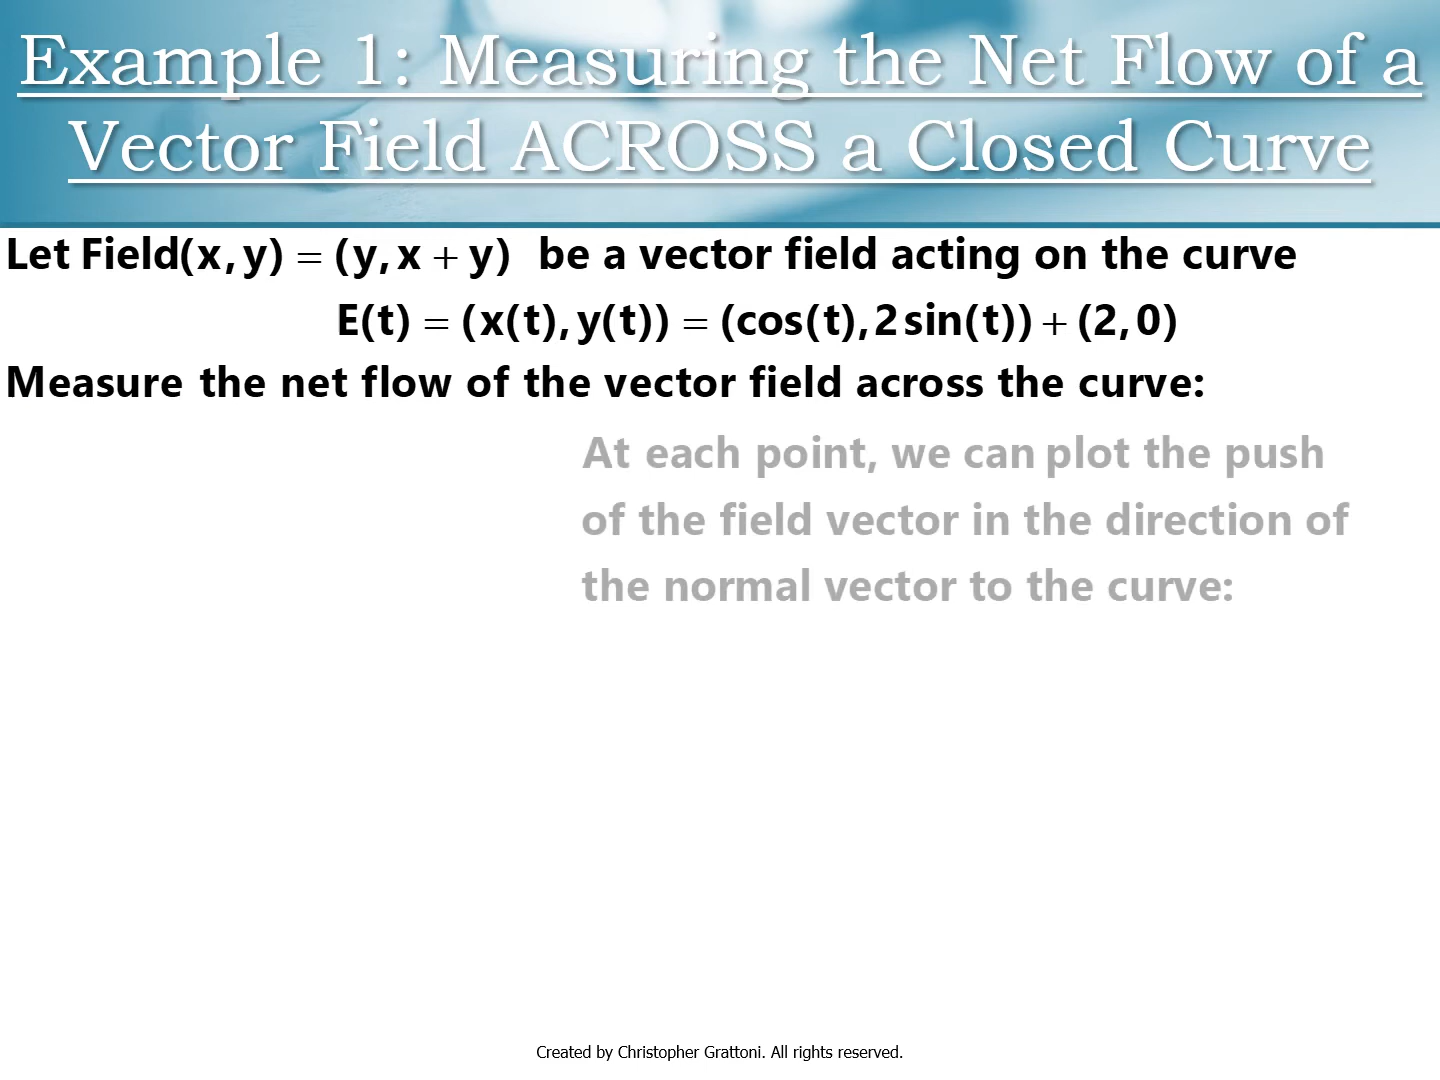 Example 1: Measuring the Net Flow of a
Vector Field ACROSS a Closed Curve
Let Field(x, y) = (y, x + y) be a vector field acting on the curve
E(t) = (x(t), y(t)) = (cos(t), 2 sin(t)) + (2, 0)
Measure the net flow of the vector field across the curve:
At each point, we can plot the push
of the field vector in the direction of
the normal vector to the curve:
Created by Christopher Grattoni. All rights reserved.